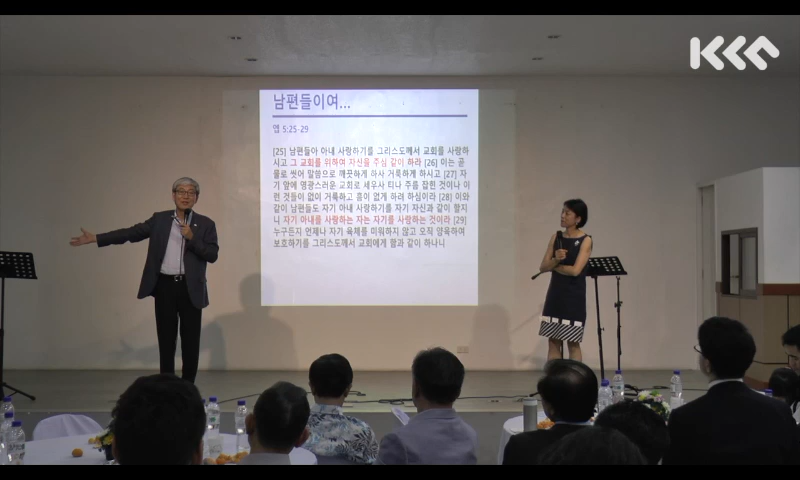 KCC
남편들이여...
엡 5:25-29
[25] 남편들아 아내 사랑하기를 그리스도께서 교회를 사랑하
시고 그 교회를 위하여 자신을 주심 같이 하라 [26] 이는 곧
물로 씻어 말씀으로 깨끗하게 하사 거룩하게 하시고 [27] 자
기 앞에 영광스러운 교회로 세우사 티나 주름 잡힌 것이나 이
런 것들이 없이 거룩하고 흠이 없게 하려 하심이라 [28] 이와
같이 남편들도 자기 아내 사랑하기를 자기 자신과 같이 할지
니 자기 아내를 사랑하는 자는 자기를 사랑하는 것이라 [29]
누구든지 언제나 자기 육체를 미워하지 않고 오직 양육하여
보호하기를 그리스도께서 교회에게 함과 같이 하나니